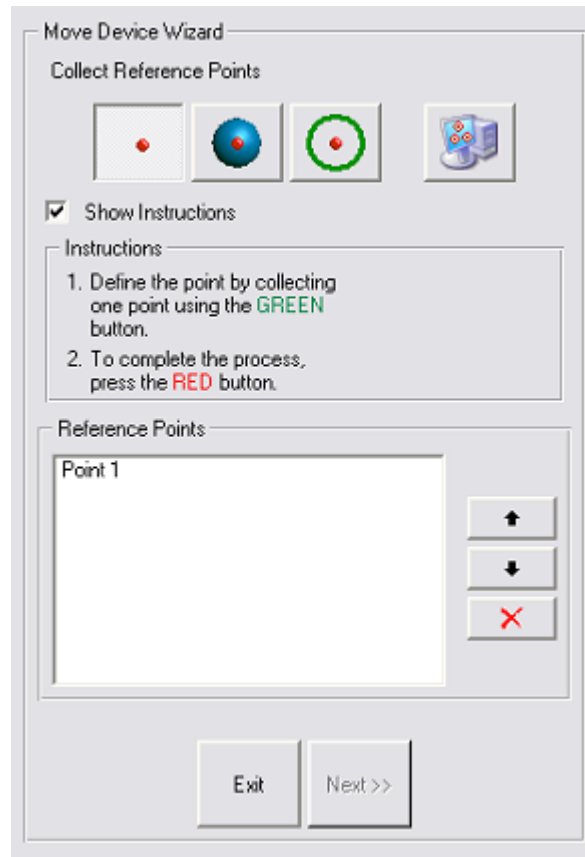 Move Device Wizard
Collect Reference Points
Show Instructions
Instructions
1. Define the point by collecting
one point using the GREEN
button.
2. To complete the process,
press the RED button.
Reference Points
Point 1
Exit
Next >>